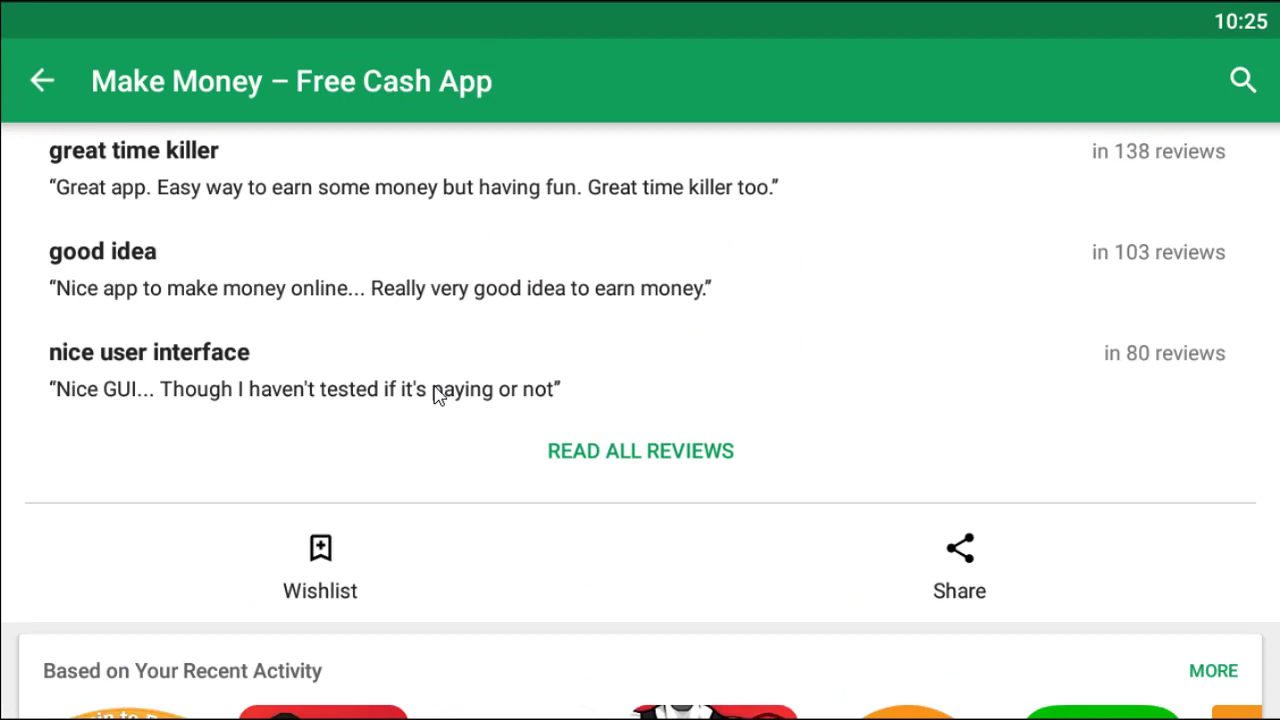 10:25
Make Money – Free Cash App
great time killer
in 138 reviews
“Great app. Easy way to earn some money but having fun. Great time killer too.”
good idea
in 103 reviews
“Nice app to make money online... Really very good idea to earn money.”
nice user interface
in 80 reviews
“Nice GUI... Though I haven't tested if it's paying or not”
READ ALL REVIEWS
Wishlist
Share
Based on Your Recent Activity
MORE